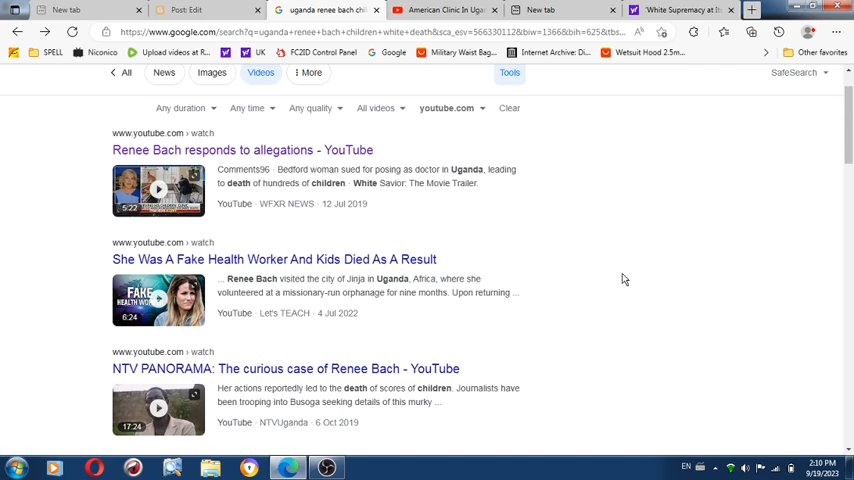 New tab
Post: Edit
uganda renee bach chil
American Clinic In Uga
New tab
'White Supremacy at Its
https://www.google.com/search?q=uganda+renee+bach+children+white+death&sca_esv=566330112&biw=13668&bih=625&tbs...
SPELL
Niconico
Upload videos at R...
UK
FC2ID Control Panel
Google
Military Waist Bag...
Internet Archive: Di...
Wetsuit Hood 2.5m...
Other favorites
All
News
Images
Videos
More
Tools
SafeSearch
Any duration
Any time
Any quality
All videos
youtube.com
Clear
www.youtube.com › watch
Renee Bach responds to allegations - YouTube
Comments96 · Bedford woman sued for posing as doctor in Uganda, leading
to death of hundreds of children · White Savior: The Movie Trailer.
5:22
YouTube · WFXR NEWS · 12 Jul 2019
www.youtube.com › watch
She Was A Fake Health Worker And Kids Died As A Result
... Renee Bach visited the city of Jinja in Uganda, Africa, where she
volunteered at a missionary-run orphanage for nine months. Upon returning ...
FAKE
6:24
YouTube · Let's TEACH · 4 Jul 2022
www.youtube.com › watch
NTV PANORAMA: The curious case of Renee Bach - YouTube
Her actions reportedly led to the death of scores of children. Journalists have
been trooping into Busoga seeking details of this murky ...
17:24
YouTube · NTVUganda · 6 Oct 2019
EN
2:10 PM
9/19/2023